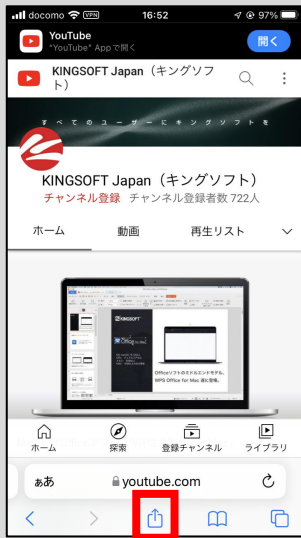 docomo VPN 16:52 97%
YouTube
"YouTube" App で開く
開く
KINGSOFT Japan（キングソフ
ト）
すべてのユーザーにキングソフトを
KINGSOFT Japan（キングソフト）
チャンネル登録 チャンネル登録者数 722人
ホーム 動画 再生リスト
KINGSOFT
Office for Mac
Officeソフトのミドルエンドモデル、
WPS Office for Mac 遂に登場。
ホーム 探索 登録チャンネル ライブラリ
ぁあ youtube.com